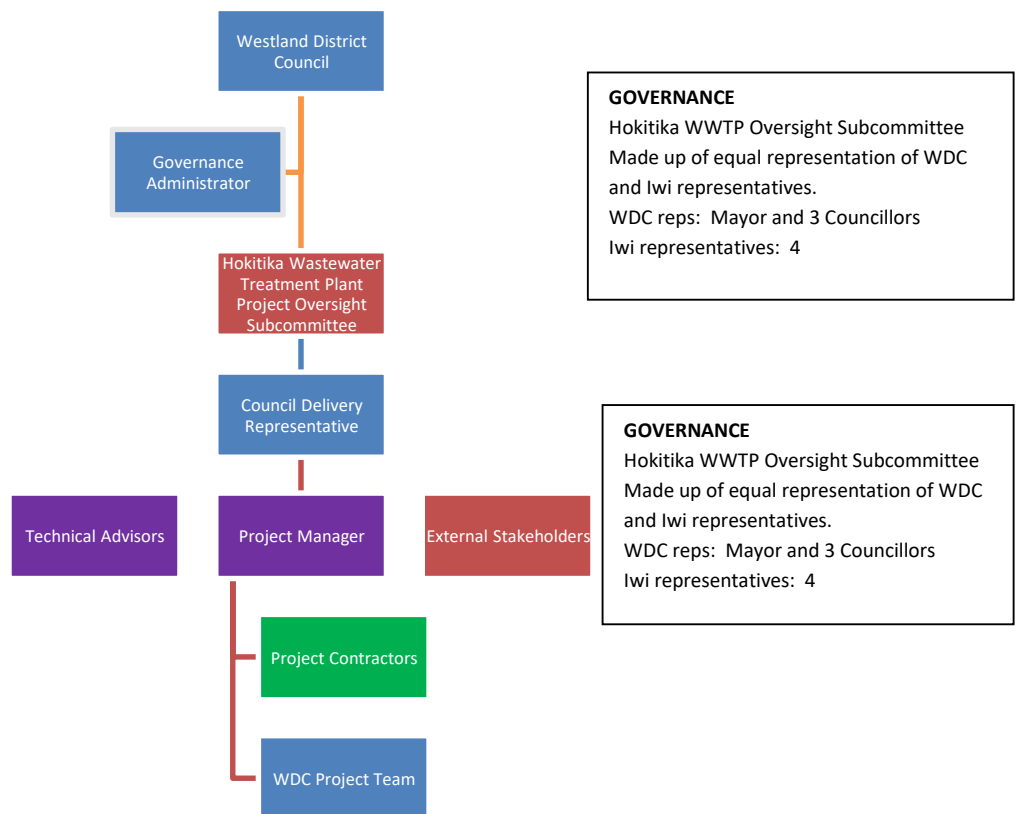 Westland District
Council
GOVERNANCE
Hokitika WWTP Oversight Subcommittee
Made up of equal representation of WDC
and Iwi representatives.
WDC reps:  Mayor and 3 Councillors
Iwi representatives:  4
Governance
Administrator
Hokitika Wastewater
Treatment Plant
Project Oversight
Subcommittee
Council Delivery
Representative
GOVERNANCE
Hokitika WWTP Oversight Subcommittee
Made up of equal representation of WDC
and Iwi representatives.
WDC reps:  Mayor and 3 Councillors
Iwi representatives:  4
Technical Advisors
Project Manager
External Stakeholders
Project Contractors
WDC Project Team